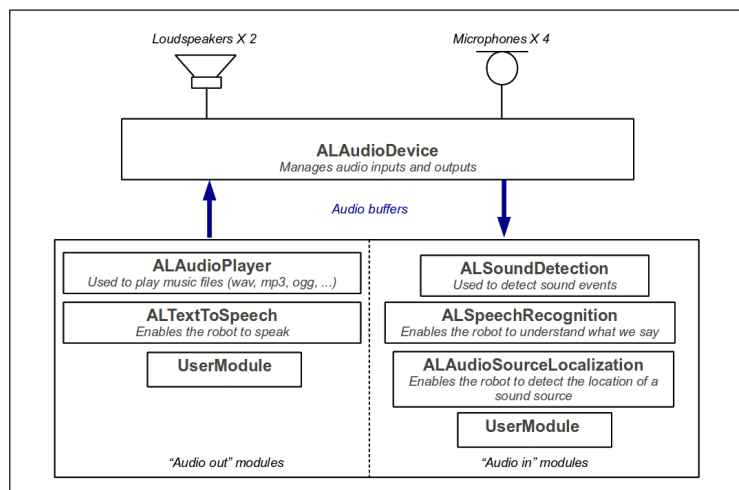 Loudspeakers X 2
Microphones X 4
ALAudioDevice
Manages audio inputs and outputs
Audio buffers
ALAudioPlayer
Used to play music files (wav, mp3, ogg, ...)
ALTextToSpeech
Enables the robot to speak
UserModule
“Audio out” modules
ALSoundDetection
Used to detect sound events
ALSpeechRecognition
Enables the robot to understand what we say
ALAudioSourceLocalization
Enables the robot to detect the location of a
sound source
UserModule
“Audio in” modules